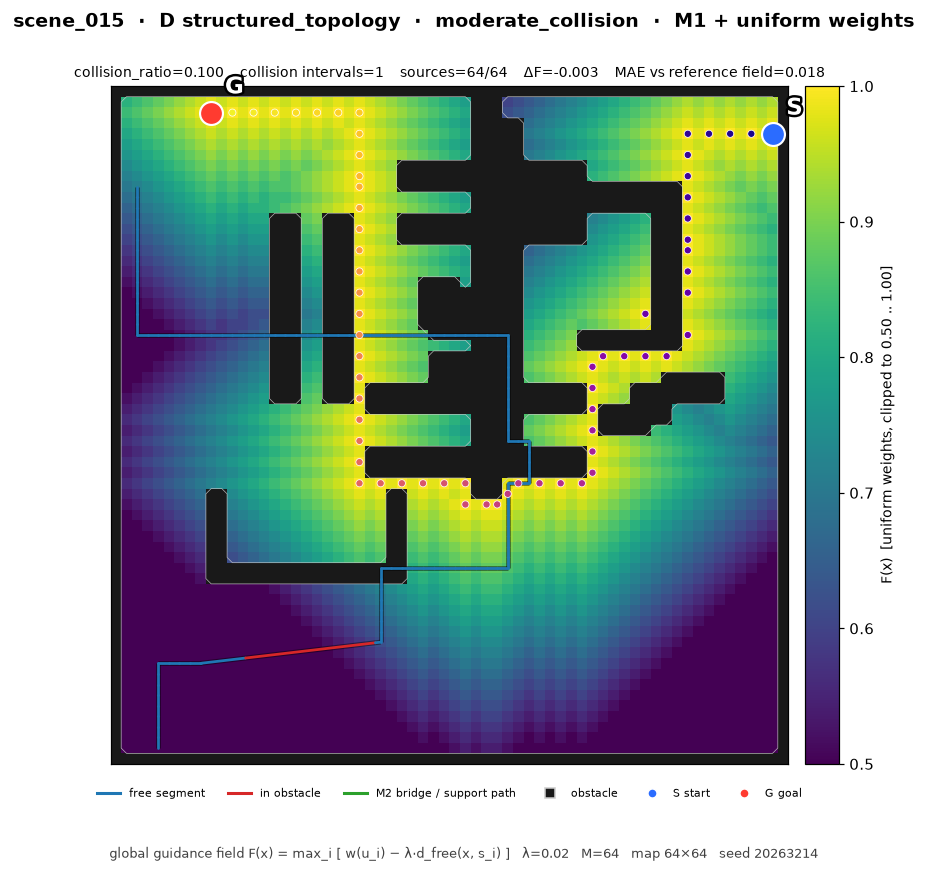 scene_015 · D structured_topology · moderate_collision · M1 + uniform weights
collision_ratio=0.100 collision intervals=1 sources=64/64 ΔF=-0.003 MAE vs reference field=0.018
G
S
1.0
0.9
0.8
0.7
0.6
0.5
F(x) [uniform weights, clipped to 0.50 .. 1.00]
free segment
in obstacle
M2 bridge / support path
obstacle
S start
G goal
global guidance field F(x) = max_i [ w(u_i) − λ·d_free(x, s_i) ] λ=0.02 M=64 map 64×64 seed 20263214